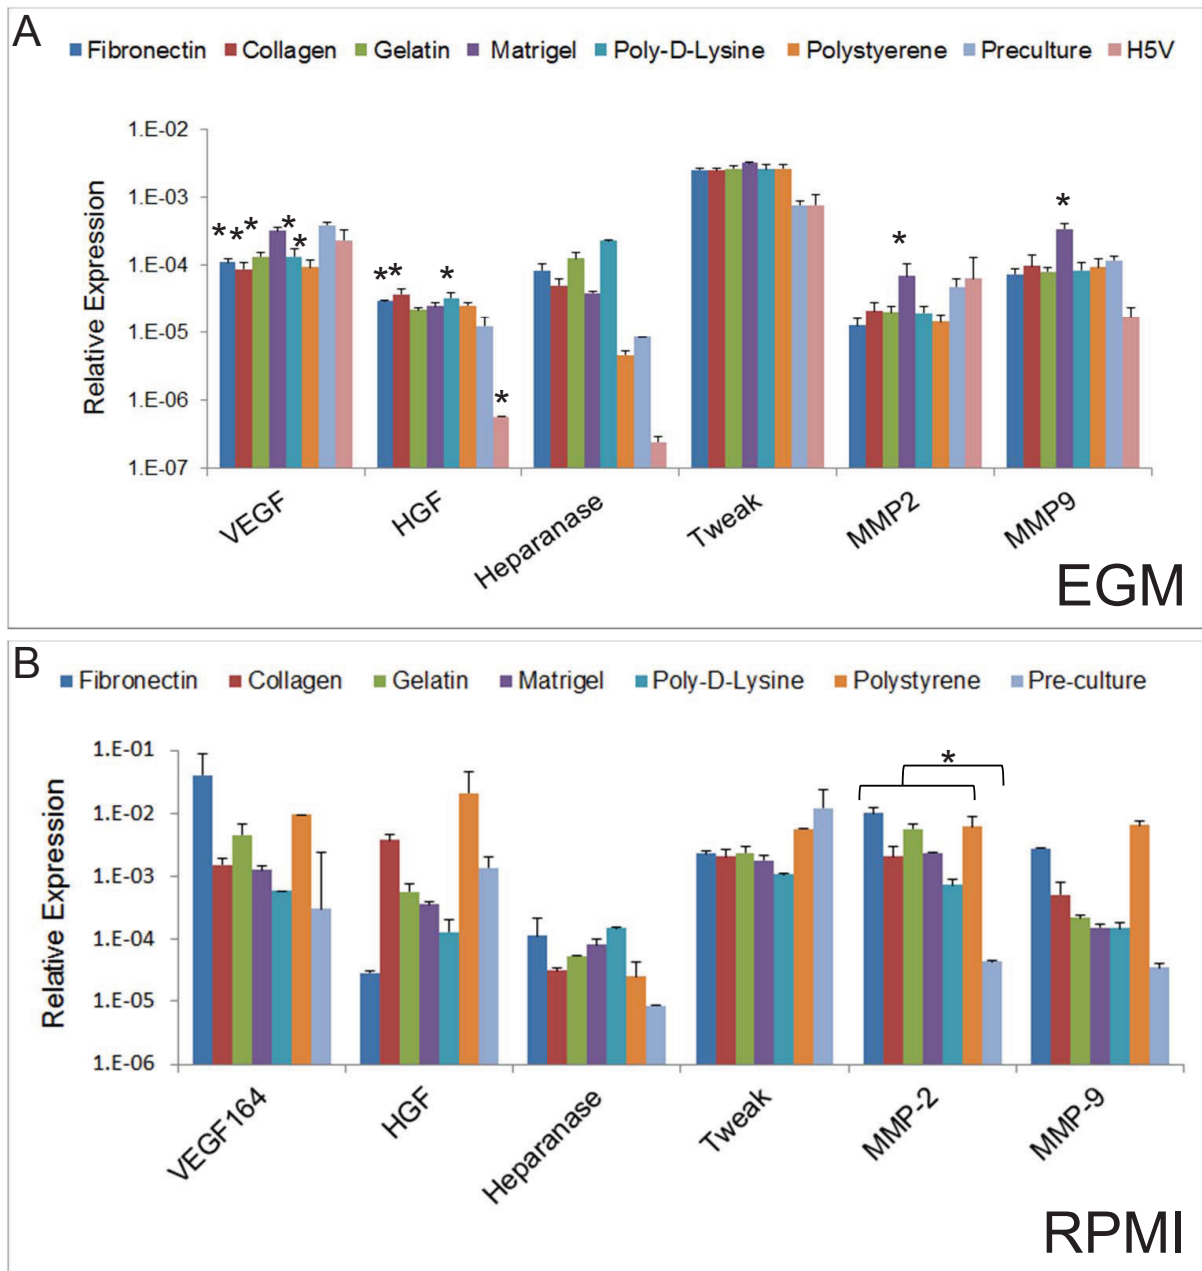 A
Fibronectin Collagen Gelatin Matrigel Poly-D-Lysine Polystyerene Preculture H5V
Relative Expression
1.E-02
1.E-03
1.E-04
1.E-05
1.E-06
1.E-07
* * * * *
* * * *
*
*
VEGF HGF Heparanase Tweak MMP2 MMP9
EGM
B
Fibronectin Collagen Gelatin Matrigel Poly-D-Lysine Polystyrene Pre-culture
Relative Expression
1.E-01
1.E-02
1.E-03
1.E-04
1.E-05
1.E-06
*
VEGF164 HGF Heparanase Tweak MMP-2 MMP-9
RPMI